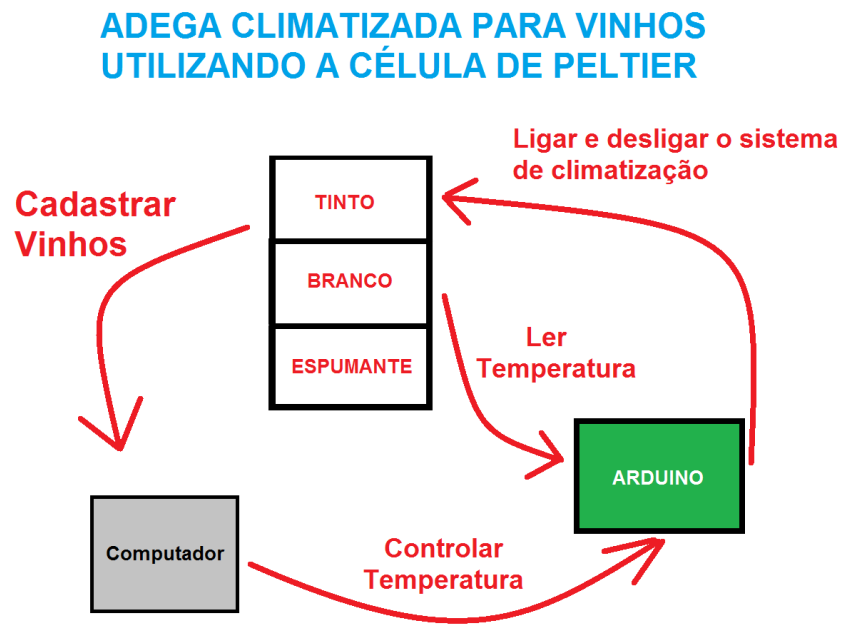 ADEGA CLIMATIZADA PARA VINHOS
UTILIZANDO A CÉLULA DE PELTIER
Ligar e desligar o sistema
de climatização
Cadastrar
Vinhos
TINTO
BRANCO
ESPUMANTE
Ler
Temperatura
ARDUINO
Computador
Controlar
Temperatura